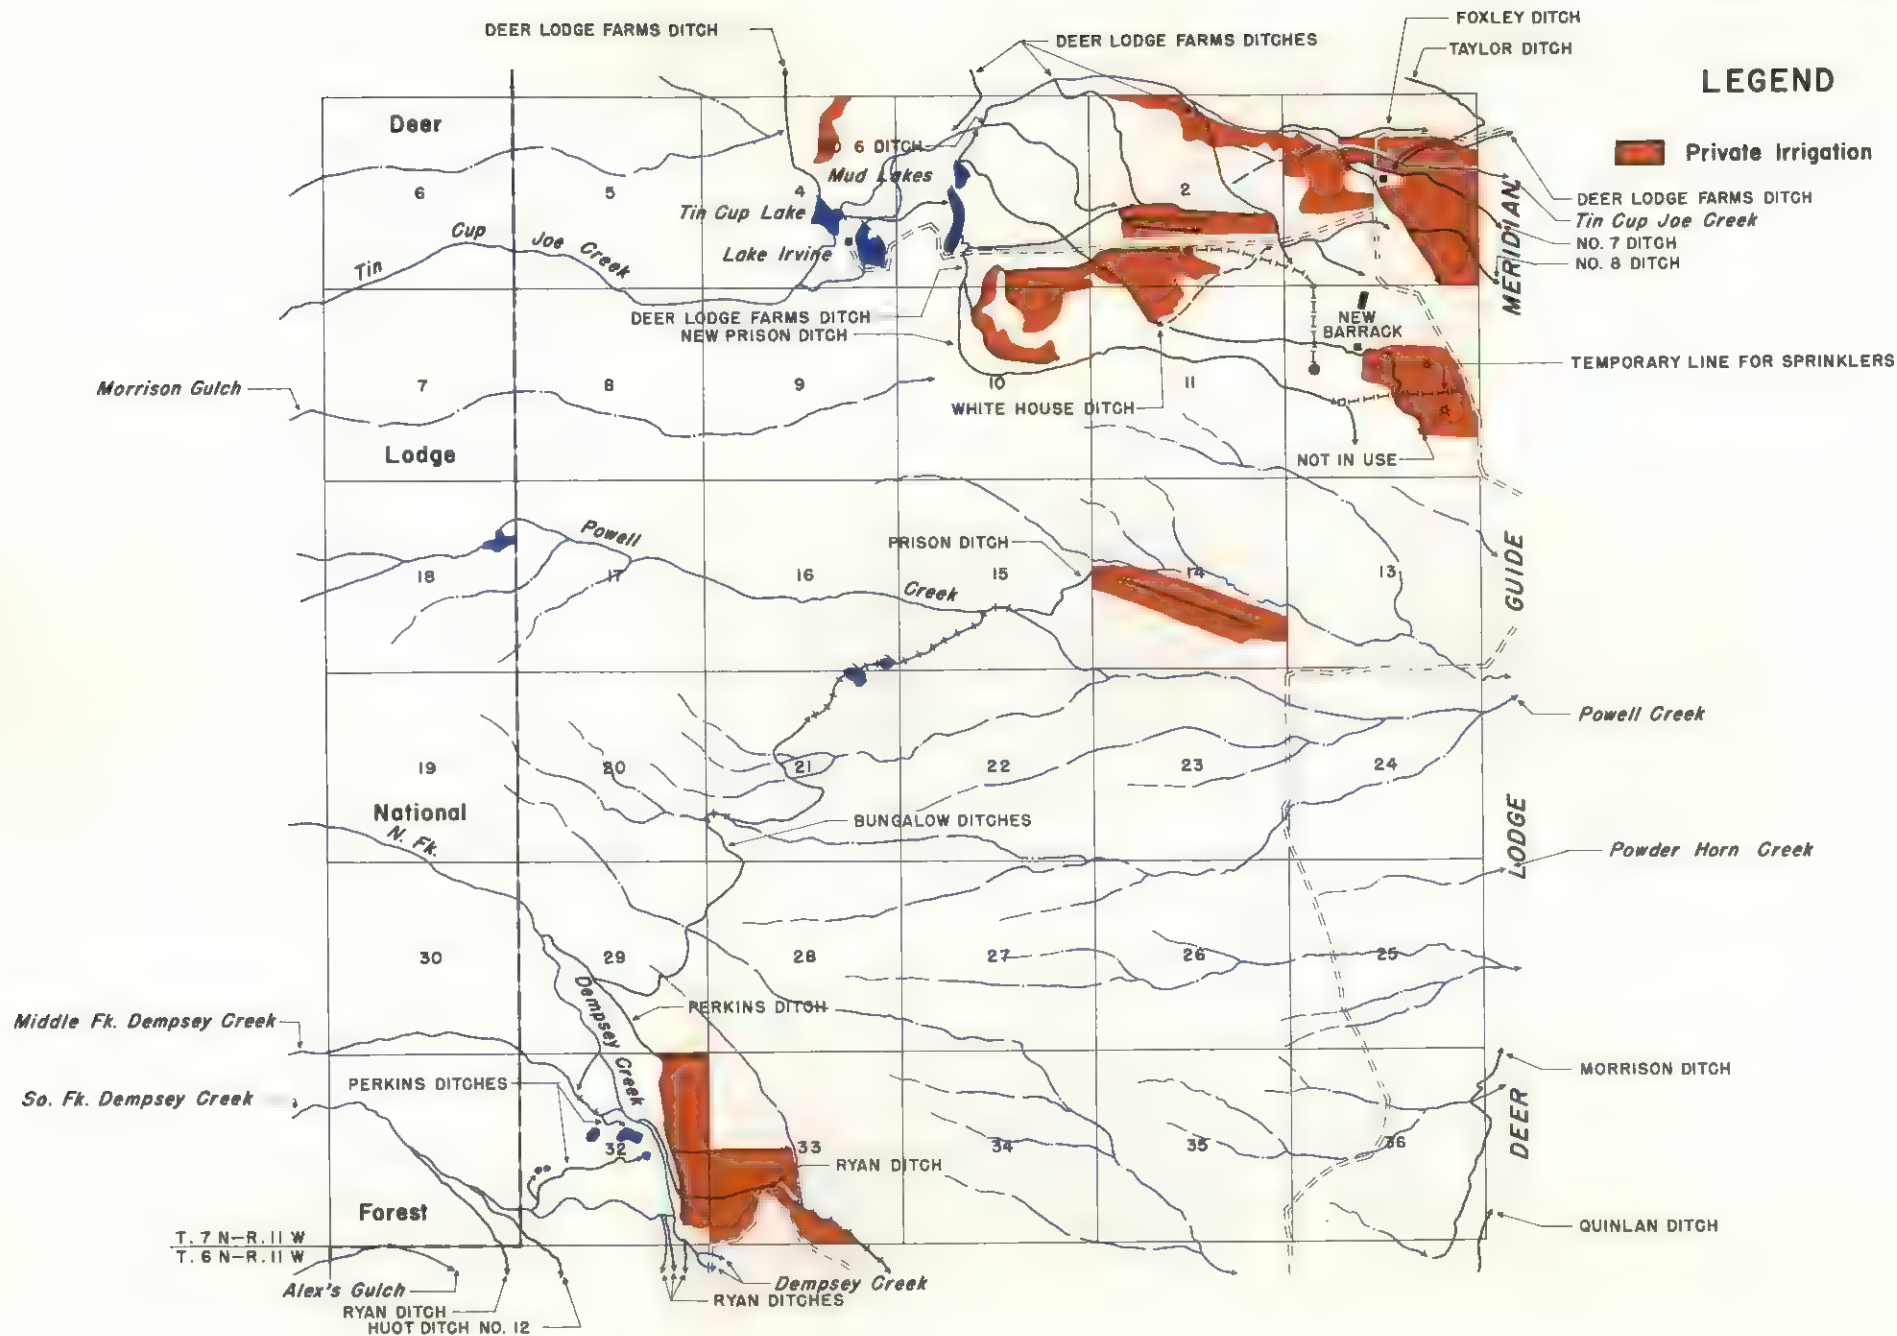 FOXLEY DITCH
DEER LODGE FARMS DITCH
DEER LODGE FARMS DITCHES
TAYLOR DITCH
LEGEND
Private Irrigation
Deer
6 DITCH
Mud Lakes
6
5
4
2
MERIDIAN
DEER LODGE FARMS DITCH
Tin Cup Lake
Tin Cup Joe Creek
Tin Cup Joe Creek
NO. 7 DITCH
Lake Irvine
NO. 8 DITCH
DEER LODGE FARMS DITCH
NEW PRISON DITCH
NEW
BARRACK
TEMPORARY LINE FOR SPRINKLERS
Morrison Gulch
7
8
9
10
11
WHITE HOUSE DITCH
Lodge
NOT IN USE
Powell Creek
PRISON DITCH
GUIDE
18
17
16
15
14
13
Powell Creek
19
20
21
22
23
24
National
N. Fk.
BUNGALOW DITCHES
LODGE
Powder Horn Creek
30
29
28
27
26
25
Dempsey Creek
PERKINS DITCH
Middle Fk. Dempsey Creek
MORRISON DITCH
PERKINS DITCHES
So. Fk. Dempsey Creek
DEER
32
33
34
35
36
RYAN DITCH
Forest
QUINLAN DITCH
T. 7 N-R. 11 W
T. 6 N-R. 11 W
Alex's Gulch
Dempsey Creek
RYAN DITCHES
RYAN DITCH
HUOT DITCH NO. 12